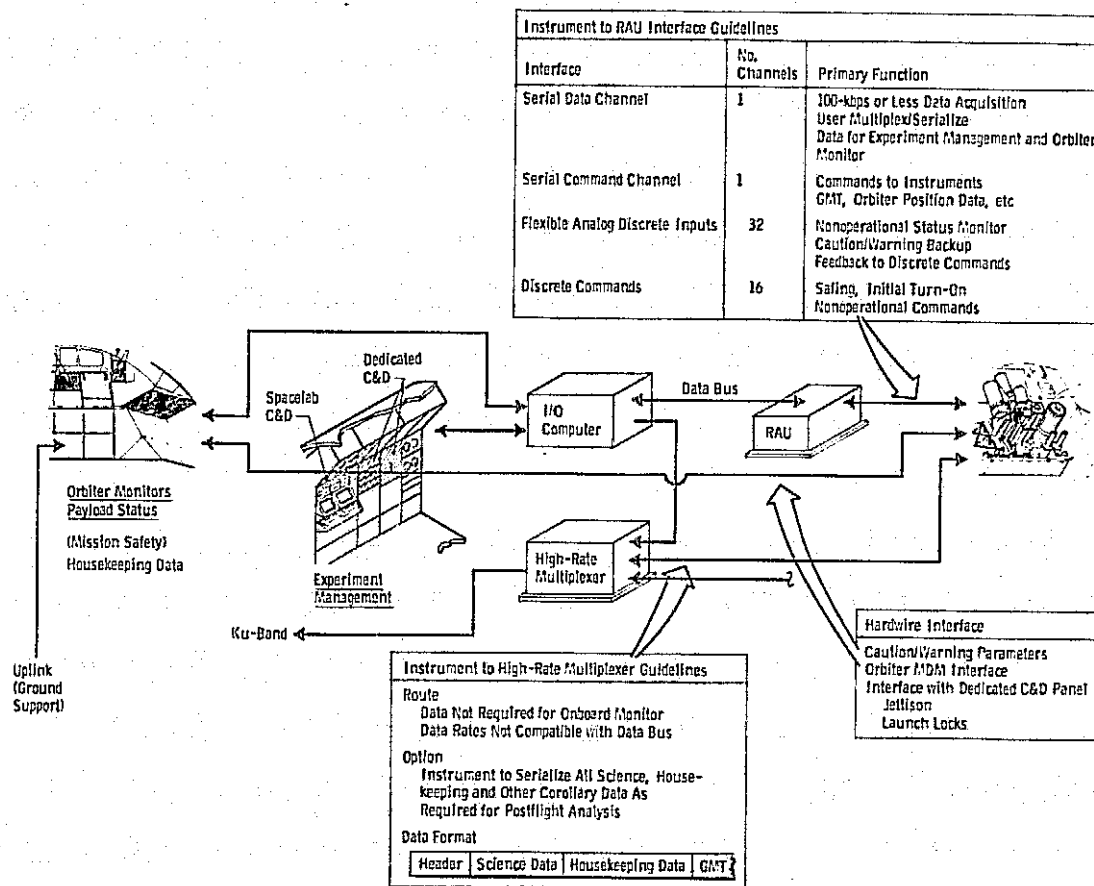 Instrument to RAU Interface Guidelines
Interface No. Channels Primary Function
Serial Data Channel 1 100-kbps or Less Data Acquisition
User Multiplex/Serialize
Data for Experiment Management and Orbiter
Monitor
Serial Command Channel 1 Commands to Instruments
GMT, Orbiter Position Data, etc
Flexible Analog Discrete Inputs 32 Nonoperational Status Monitor
Caution/Warning Backup
Feedback to Discrete Commands
Discrete Commands 16 Safing, Initial Turn-On
Nonoperational Commands
Dedicated
C&D
Spacelab
C&D
I/O
Computer
Data Bus
RAU
Orbiter Monitors
Payload Status
(Mission Safety)
Housekeeping Data
Experiment
Management
High-Rate
Multiplexer
Ku-Band
Uplink
(Ground
Support)
Hardwire Interface
Caution/Warning Parameters
Orbiter MDM Interface
Interface with Dedicated C&D Panel
Jettison
Launch Locks
Instrument to High-Rate Multiplexer Guidelines
Route
Data Not Required for Onboard Monitor
Data Rates Not Compatible with Data Bus
Option
Instrument to Serialize All Science, House-
keeping and Other Corollary Data As
Required for Postflight Analysis
Data Format
Header Science Data Housekeeping Data GMT